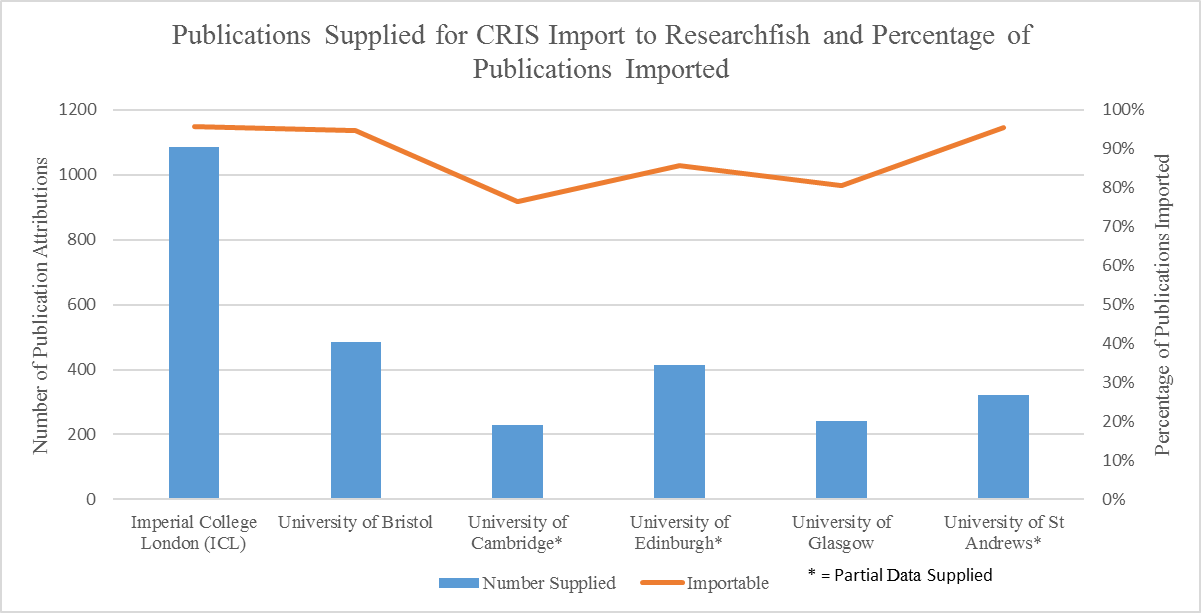 Publications Supplied for CRIS Import to Researchfish and Percentage of
Publications Imported
Number of Publication Attributions
1200
1000
800
600
400
200
0
100%
90%
80%
70%
60%
50%
40%
30%
20%
10%
0%
Percentage of Publications Imported
Imperial College
London (ICL)
University of Bristol
University of
Cambridge*
University of
Edinburgh*
University of
Glasgow
University of St
Andrews*
Number Supplied
Importable
* = Partial Data Supplied